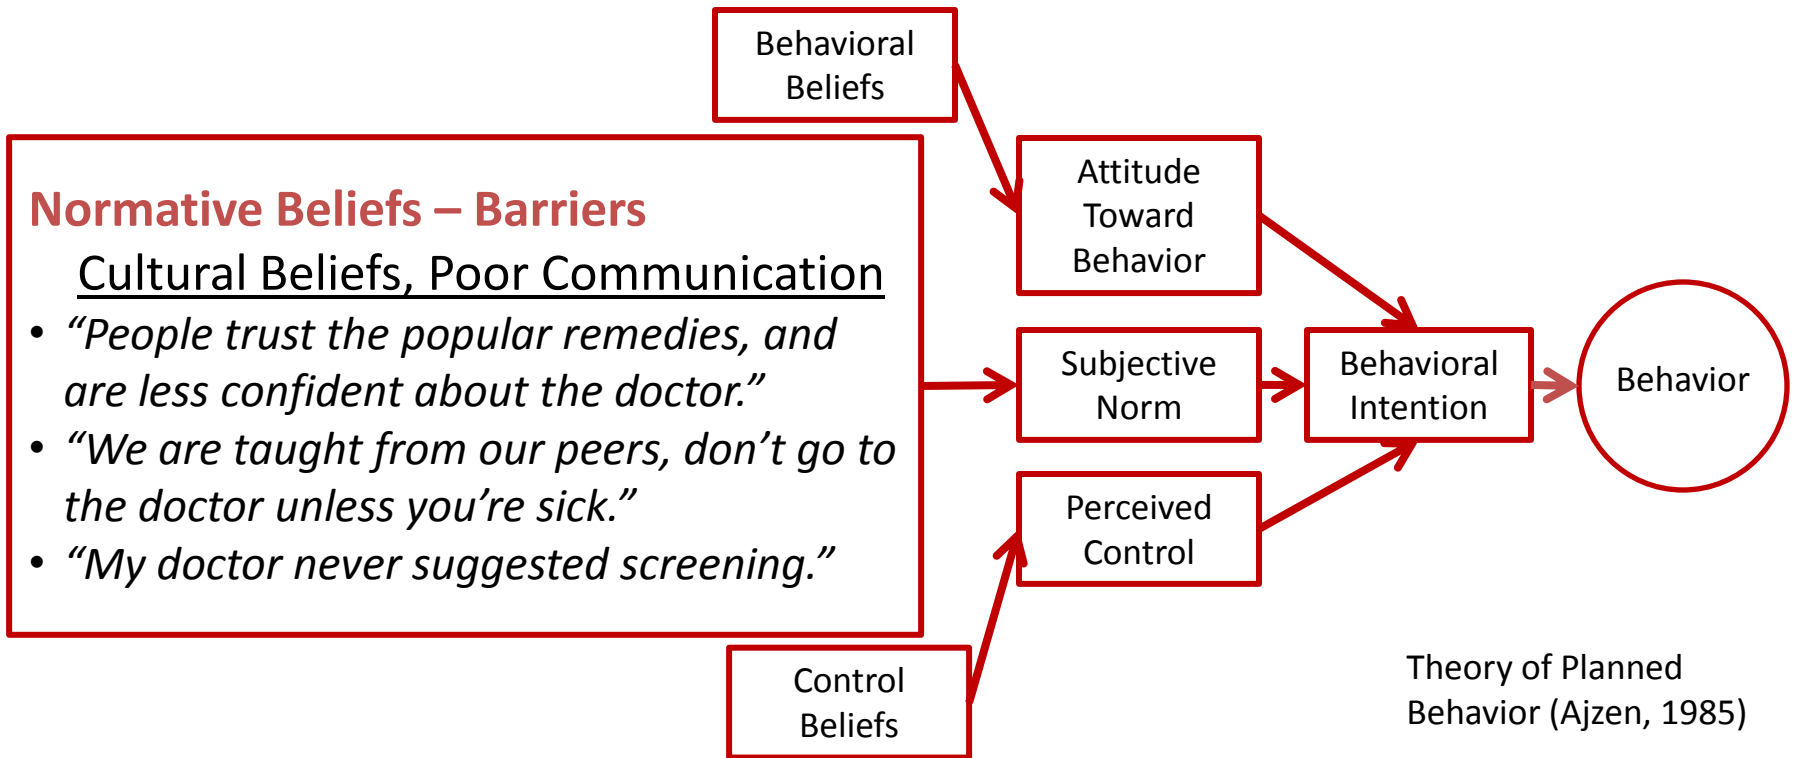 Behavioral
Beliefs
Normative Beliefs – Barriers
Cultural Beliefs, Poor Communication
• “People trust the popular remedies, and
are less confident about the doctor.”
• “We are taught from our peers, don’t go to
the doctor unless you’re sick.”
• “My doctor never suggested screening.”
Control
Beliefs
Attitude
Toward
Behavior
Subjective
Norm
Perceived
Control
Behavioral
Intention
Behavior
Theory of Planned
Behavior (Ajzen, 1985)